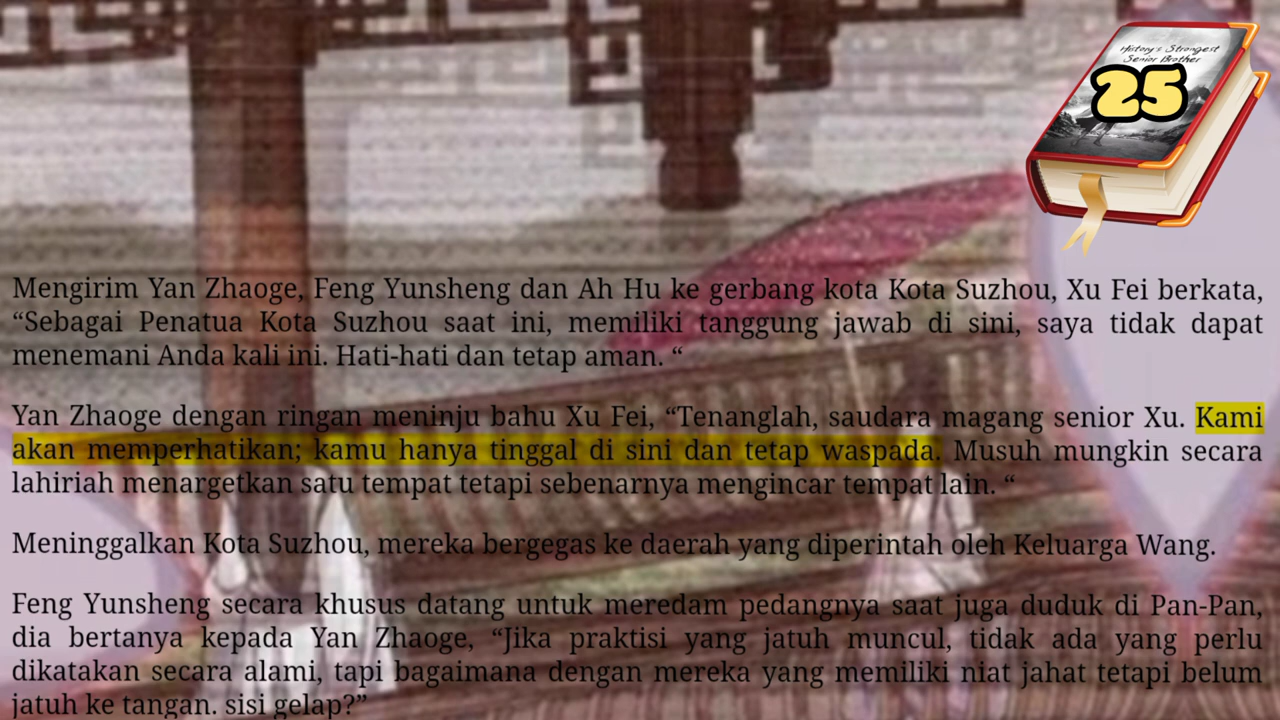 History's Strongest
Senior Brother
25
Mengirim Yan Zhaoge, Feng Yunsheng dan Ah Hu ke gerbang kota Kota Suzhou, Xu Fei berkata,
“Sebagai Penatua Kota Suzhou saat ini, memiliki tanggung jawab di sini, saya tidak dapat
menemani Anda kali ini. Hati-hati dan tetap aman. “
Yan Zhaoge dengan ringan meninju bahu Xu Fei, “Tenanglah, saudara magang senior Xu. Kami
akan memperhatikan; kamu hanya tinggal di sini dan tetap waspada. Musuh mungkin secara
lahiriah menargetkan satu tempat tetapi sebenarnya mengincar tempat lain. “
Meninggalkan Kota Suzhou, mereka bergegas ke daerah yang diperintah oleh Keluarga Wang.
Feng Yunsheng secara khusus datang untuk meredam pedangnya saat juga duduk di Pan-Pan,
dia bertanya kepada Yan Zhaoge, “Jika praktisi yang jatuh muncul, tidak ada yang perlu
dikatakan secara alami, tapi bagaimana dengan mereka yang memiliki niat jahat tetapi belum
jatuh ke tangan. sisi gelap?”